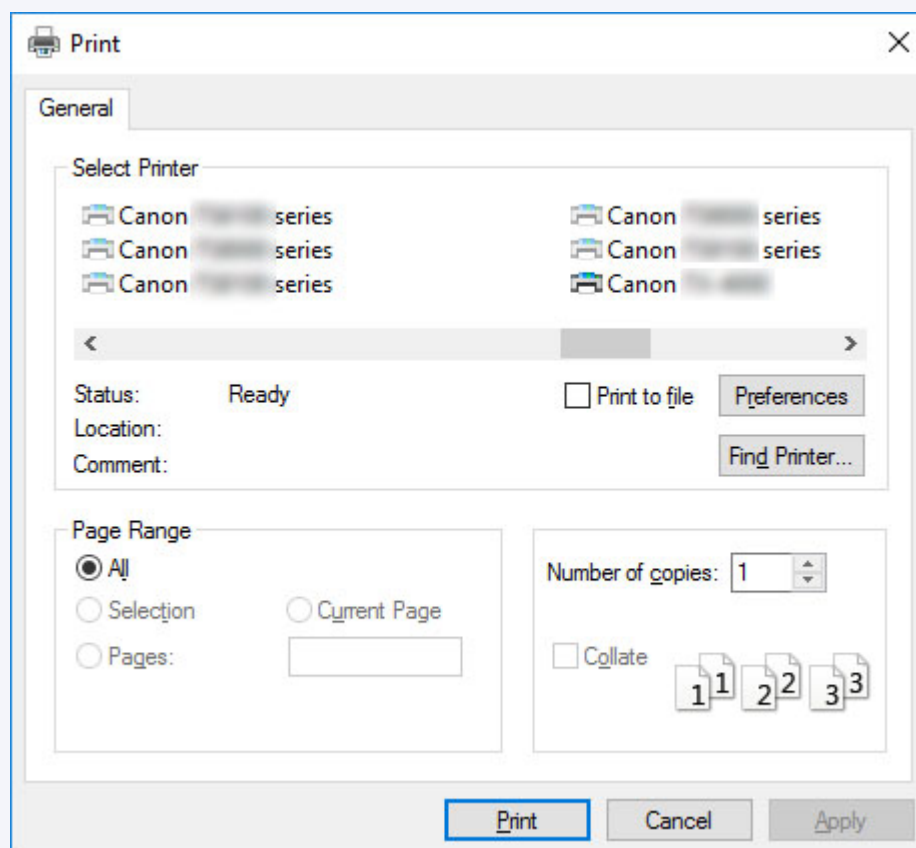 Print
General
Select Printer
Canon series
Canon series
Canon series
Canon series
Canon series
Canon
Status: Ready
Location:
Comment:
Print to file
Preferences
Find Printer...
Page Range
All
Selection
Current Page
Pages:
Number of copies: 1
Collate
1 1 2 2 3 3
Print
Cancel
Apply